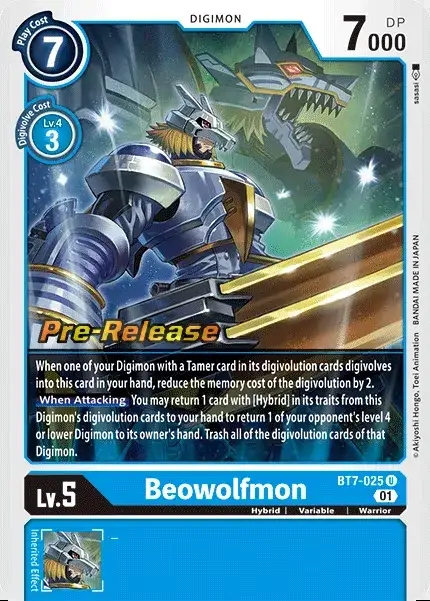 Play Cost
7
DIGIMON
DP
7000
Digivolve Cost
Lv.4
3
sasasi
©Akiyoshi Hongo, Toei Animation BANDAI MADE IN JAPAN
Pre-Release
When one of your Digimon with a Tamer card in its digivolution cards digivolves
into this card in your hand, reduce the memory cost of the digivolution by 2.
When Attacking You may return 1 card with [Hybrid] in its traits from this
Digimon's digivolution cards to your hand to return 1 of your opponent's level 4
or lower Digimon to its owner's hand. Trash all of the digivolution cards of that
Digimon.
Lv.5
Beowolfmon
BT7-025 U
01
Hybrid | Variable | Warrior
Inherited Effect
-